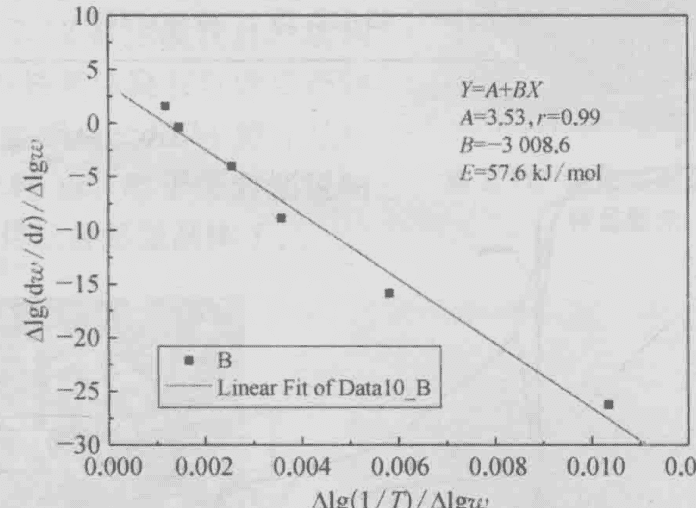 10
5
0
−5
−10
−15
−20
−25
−30
Δlg(dw/dt)/Δlgw
Y=A+BX
A=3.53,r=0.99
B=−3 008.6
E=57.6 kJ/mol
B
Linear Fit of Data10_B
0.000 0.002 0.004 0.006 0.008 0.010 0.0
Δlg(1/T)/Δlgw